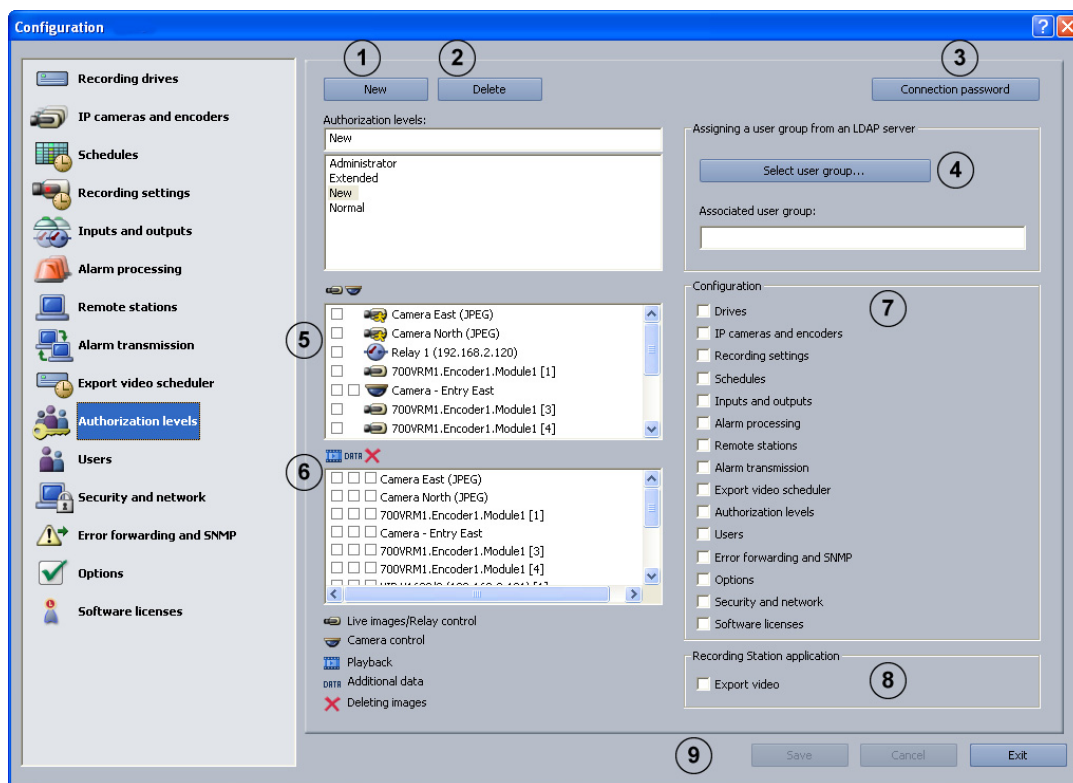 Configuration
Recording drives
IP cameras and encoders
Schedules
Recording settings
Inputs and outputs
Alarm processing
Remote stations
Alarm transmission
Export video scheduler
Authorization levels
Users
Security and network
Error forwarding and SNMP
Options
Software licenses
1
2
3
New
Delete
Connection password
Authorization levels:
New
Administrator
Extended
New
Normal
Assigning a user group from an LDAP server
Select user group...
4
Associated user group:
5
Camera East (JPEG)
Camera North (JPEG)
Relay 1 (192.168.2.120)
700VRM1.Encoder1.Module1 [1]
Camera - Entry East
700VRM1.Encoder1.Module1 [3]
700VRM1.Encoder1.Module1 [4]
6
DATA
Camera East (JPEG)
Camera North (JPEG)
700VRM1.Encoder1.Module1 [1]
Camera - Entry East
700VRM1.Encoder1.Module1 [3]
700VRM1.Encoder1.Module1 [4]
Live images/Relay control
Camera control
Playback
DATA Additional data
Deleting images
Configuration
7
Drives
IP cameras and encoders
Recording settings
Schedules
Inputs and outputs
Alarm processing
Remote stations
Alarm transmission
Export video scheduler
Authorization levels
Users
Error forwarding and SNMP
Options
Security and network
Software licenses
Recording Station application
Export video
8
9
Save
Cancel
Exit